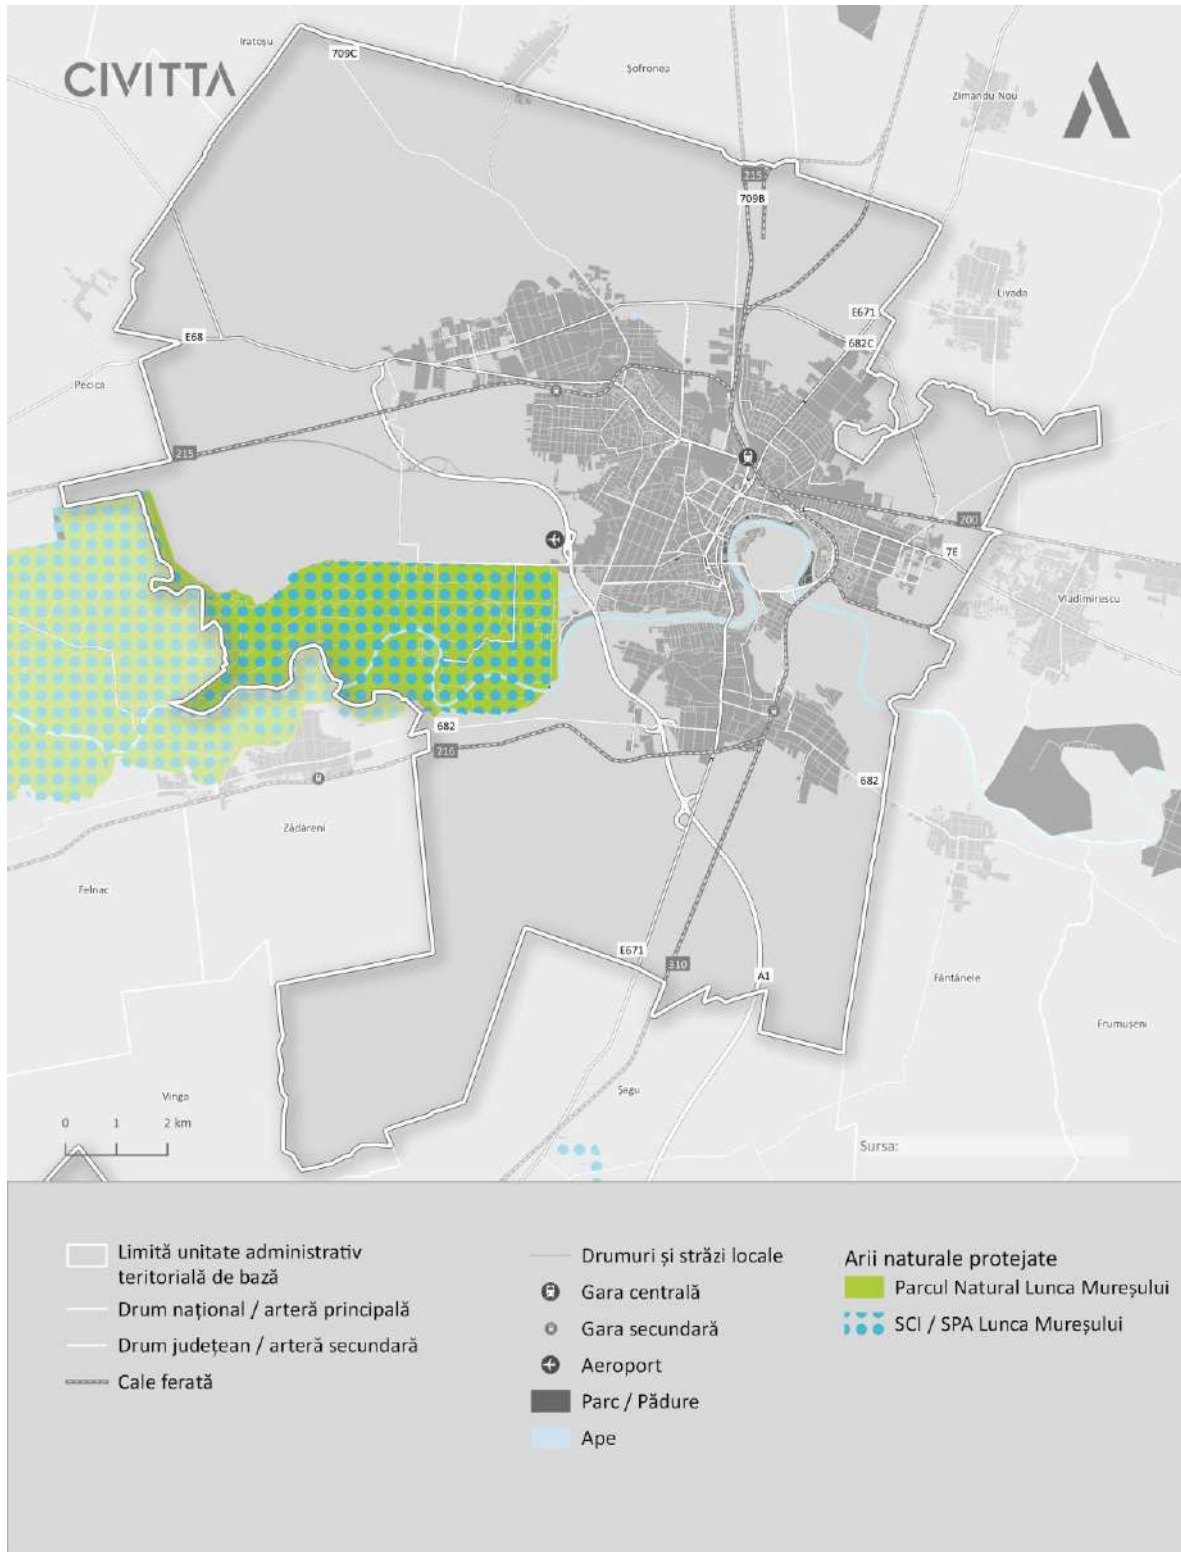 Iratoșu
709C
CIVITTA
Șofronea
Zimandu Nou
215
709B
Livada
E671
E68
682C
Pecica
215
200
7E
Vladimirescu
682
216
682
Zădăreni
Felnac
E671
310
A1
Fântânele
Frumușeni
Șagu
Vinga
0 1 2 km
Sursa:
Limită unitate administrativ
teritorială de bază
Drum național / arteră principală
Drum județean / arteră secundară
Cale ferată
Drumuri și străzi locale
Gara centrală
Gara secundară
Aeroport
Parc / Pădure
Ape
Arii naturale protejate
Parcul Natural Lunca Mureșului
SCI / SPA Lunca Mureșului